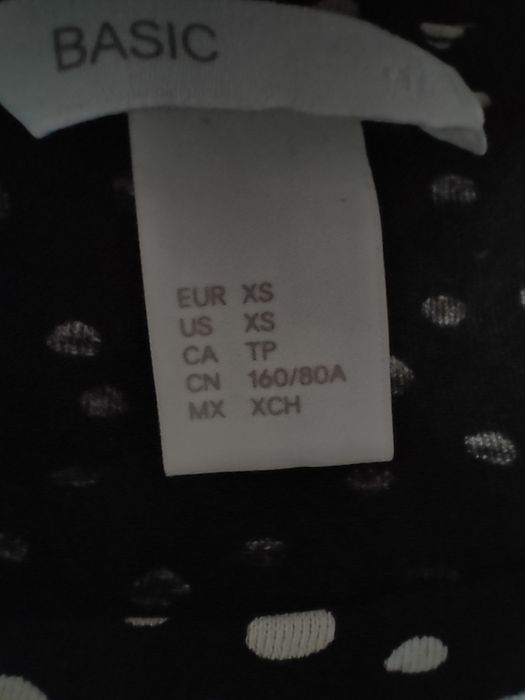 BASIC
EUR XS
US XS
CA TP
CN 160/80A
MX XCH